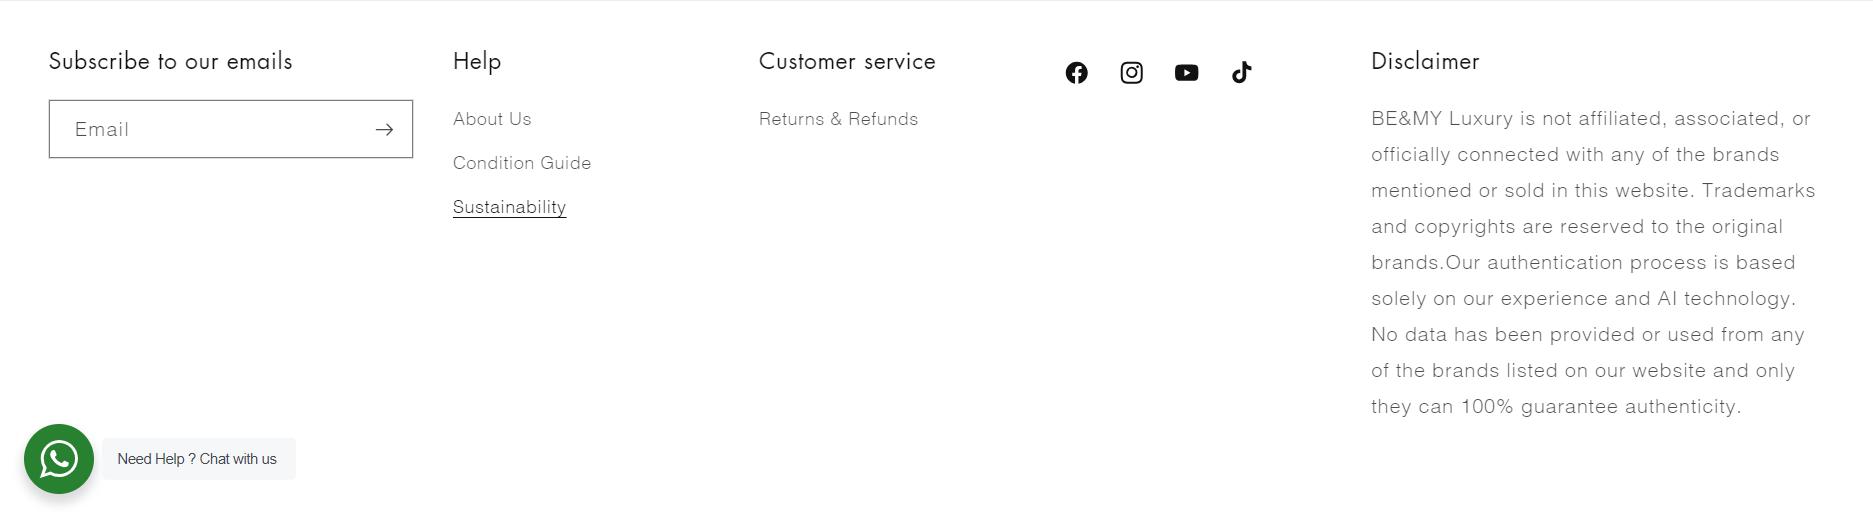 Subscribe to our emails
Email
Help
About Us
Condition Guide
Sustainability
Customer service
Returns & Refunds
Disclaimer
BE&MY Luxury is not affiliated, associated, or
officially connected with any of the brands
mentioned or sold in this website. Trademarks
and copyrights are reserved to the original
brands.Our authentication process is based
solely on our experience and AI technology.
No data has been provided or used from any
of the brands listed on our website and only
they can 100% guarantee authenticity.
Need Help ? Chat with us